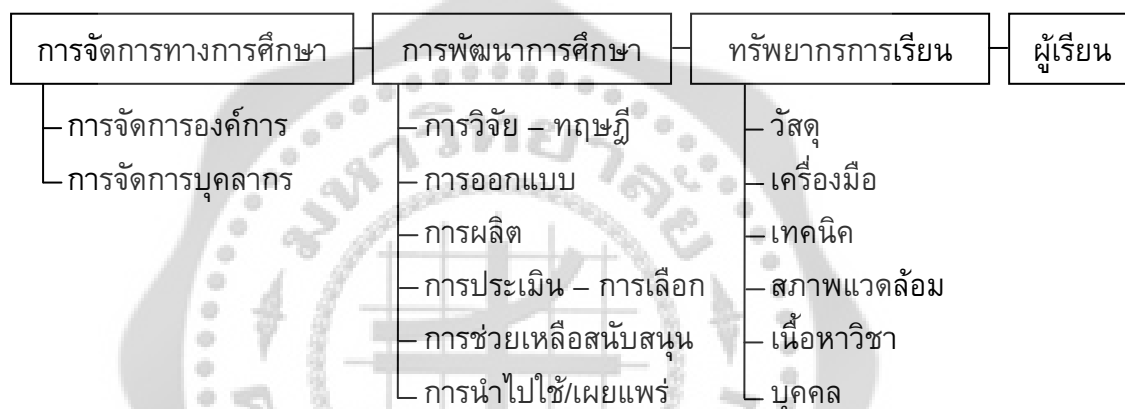 การจัดการทางการศึกษา การพัฒนาการศึกษา ทรัพยากรการเรียน ผู้เรียน
การจัดการองค์การ การวิจัย – ทฤษฎี วัสดุ
การจัดการบุคลากร การออกแบบ เครื่องมือ
การผลิต เทคนิค
การประเมิน – การเลือก สภาพแวดล้อม
การช่วยเหลือสนับสนุน เนื้อหาวิชา
การนำไปใช้/เผยแพร่ บุคคล
มหาวิทยาลัย